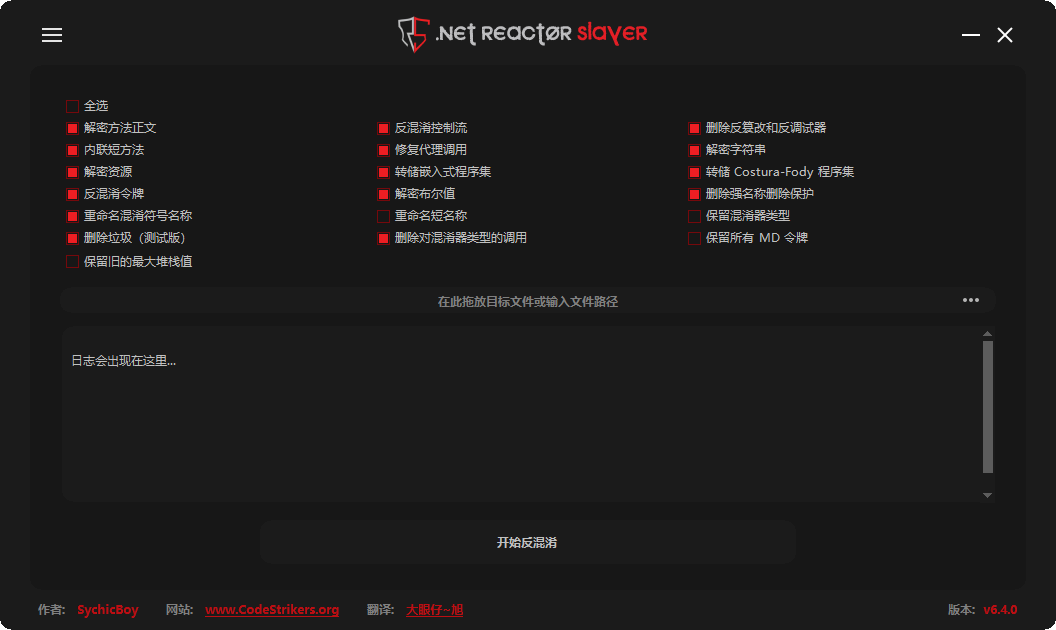 .NET REACTØR SLAYER
全选
解密方法正文 反混淆控制流 删除反篡改和反调试器
内联短方法 修复代理调用 解密字符串
解密资源 转储嵌入式程序集 转储 Costura-Fody 程序集
反混淆令牌 解密布尔值 删除强名称删除保护
重命名混淆符号名称 重命名短名称 保留混淆器类型
删除垃圾（测试版） 删除对混淆器类型的调用 保留所有 MD 令牌
保留旧的最大堆栈值
在此拖放目标文件或输入文件路径
日志会出现在这里...
开始反混淆
作者: SychicBoy 网站: www.CodeStrikers.org 翻译: 大眼仔~旭 版本: v6.4.0